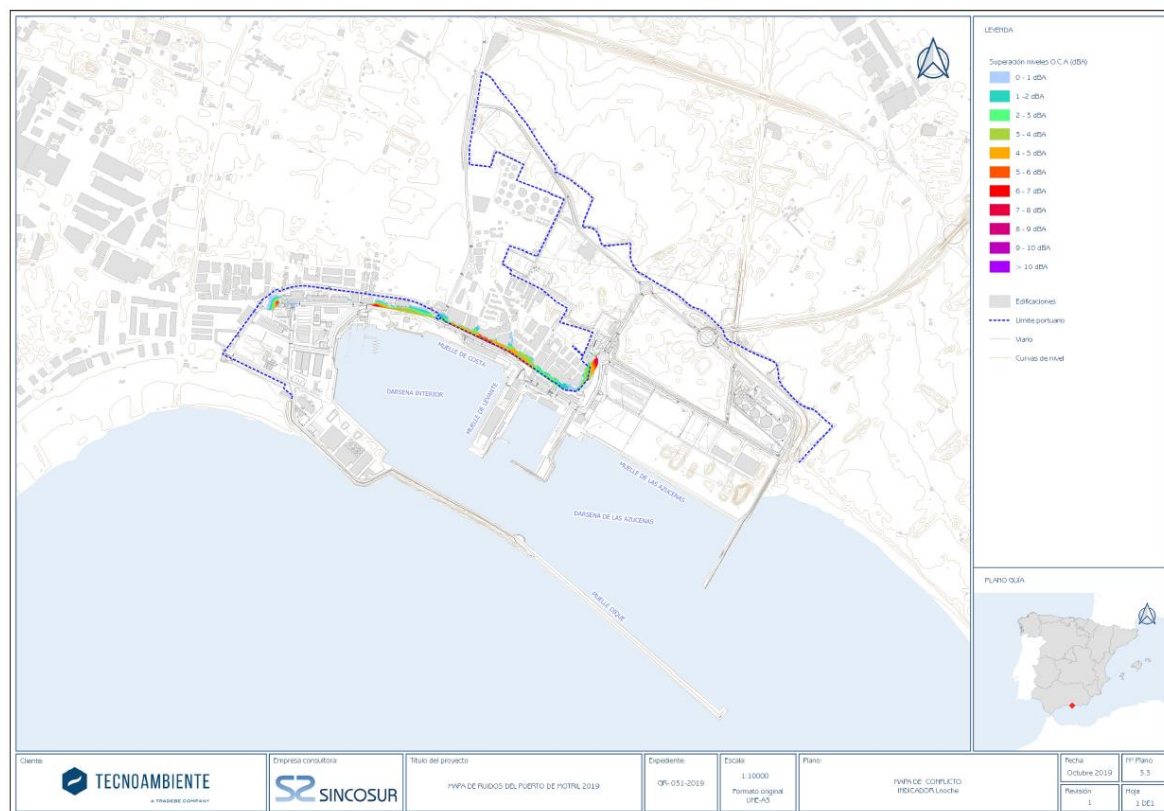 LEYENDA
Superación niveles O.C.A (dBA)
0 - 1 dBA
1 -2 dBA
2 - 3 dBA
3 - 4 dBA
4 - 5 dBA
5 - 6 dBA
6 - 7 dBA
7 - 8 dBA
8 - 9 dBA
9 - 10 dBA
> 10 dBA
Edificaciones
Límite portuario
Viario
Curvas de nivel
MUELLE DE COSTA
DARSENA INTERIOR
MUELLE DE LEVANTE
MUELLE DE LAS AZUCENAS
DARSENA DE LAS AZUCENAS
MUELLE DIQUE
PLANO GUÍA
Cliente:
TECNOAMBIENTE
A TRADEBE COMPANY
Empresa consultora:
SINCOSUR
Título del proyecto:
MAPA DE RUIDOS DEL PUERTO DE MOTRIL 2019
Expediente:
GR- 031-2019
Escala:
1:10000
Formato original
UNE-A3
Plano:
MAPA DE CONFLICTO.
INDICADOR Lnoche
Fecha
Octubre 2019
Nº Plano
3.3
Revisión
1
Hoja
1 DE1